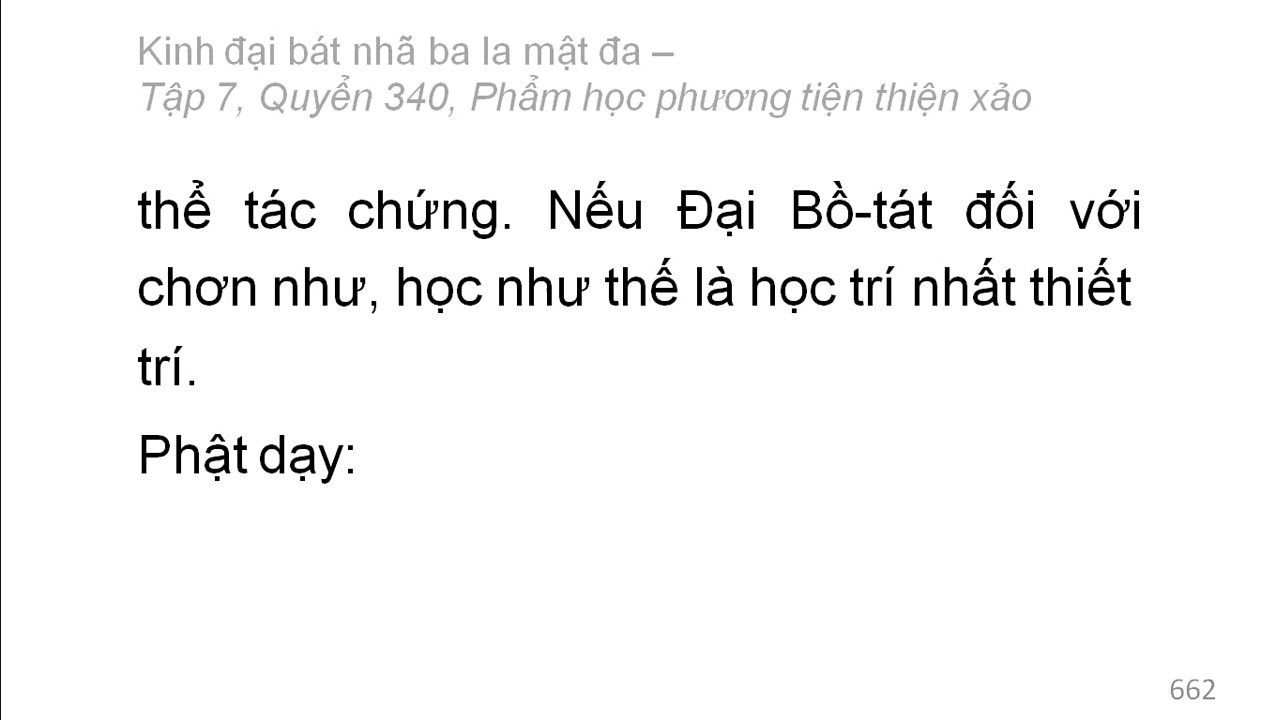 Kinh đại bát nhã ba la mật đa –
Tập 7, Quyển 340, Phẩm học phương tiện thiện xảo
thể tác chứng. Nếu Đại Bồ-tát đối với
chơn như, học như thế là học trí nhất thiết
trí.
Phật dạy:
662